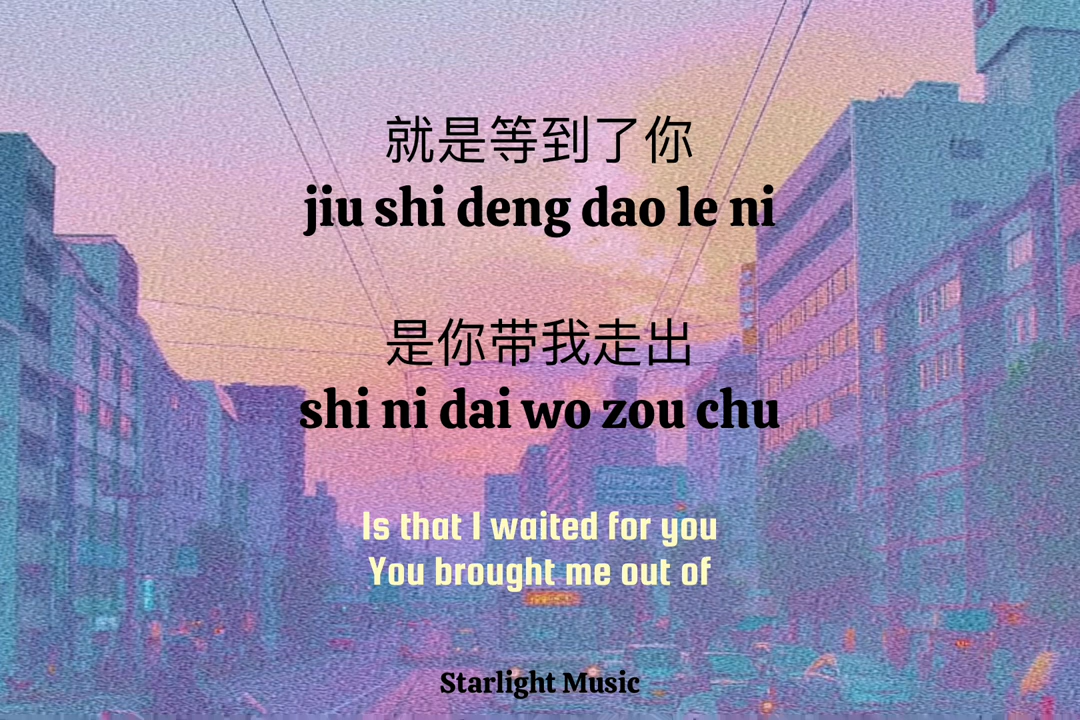 就是等到了你
jiu shi deng dao le ni
是你带我走出
shi ni dai wo zou chu
Is that I waited for you
You brought me out of
Starlight Music